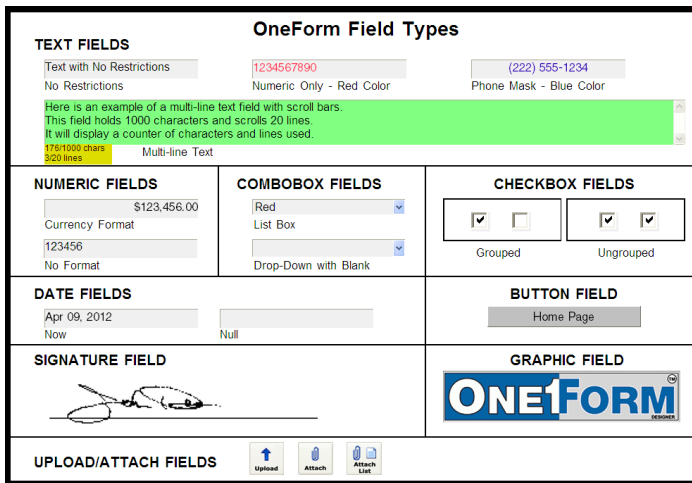 OneForm Field Types
TEXT FIELDS
Text with No Restrictions
1234567890
(222) 555-1234
No Restrictions
Numeric Only - Red Color
Phone Mask - Blue Color
Here is an example of a multi-line text field with scroll bars.
This field holds 1000 characters and scrolls 20 lines.
It will display a counter of characters and lines used.
176/1000 chars
3/20 lines
Multi-line Text
NUMERIC FIELDS
$123,456.00
Currency Format
123456
No Format
COMBOBOX FIELDS
Red
List Box
Drop-Down with Blank
CHECKBOX FIELDS
Grouped
Ungrouped
DATE FIELDS
Apr 09, 2012
Now
Null
BUTTON FIELD
Home Page
SIGNATURE FIELD
GRAPHIC FIELD
ONE1FORM
TM
DESIGNER
UPLOAD/ATTACH FIELDS
Upload
Attach
Attach
List